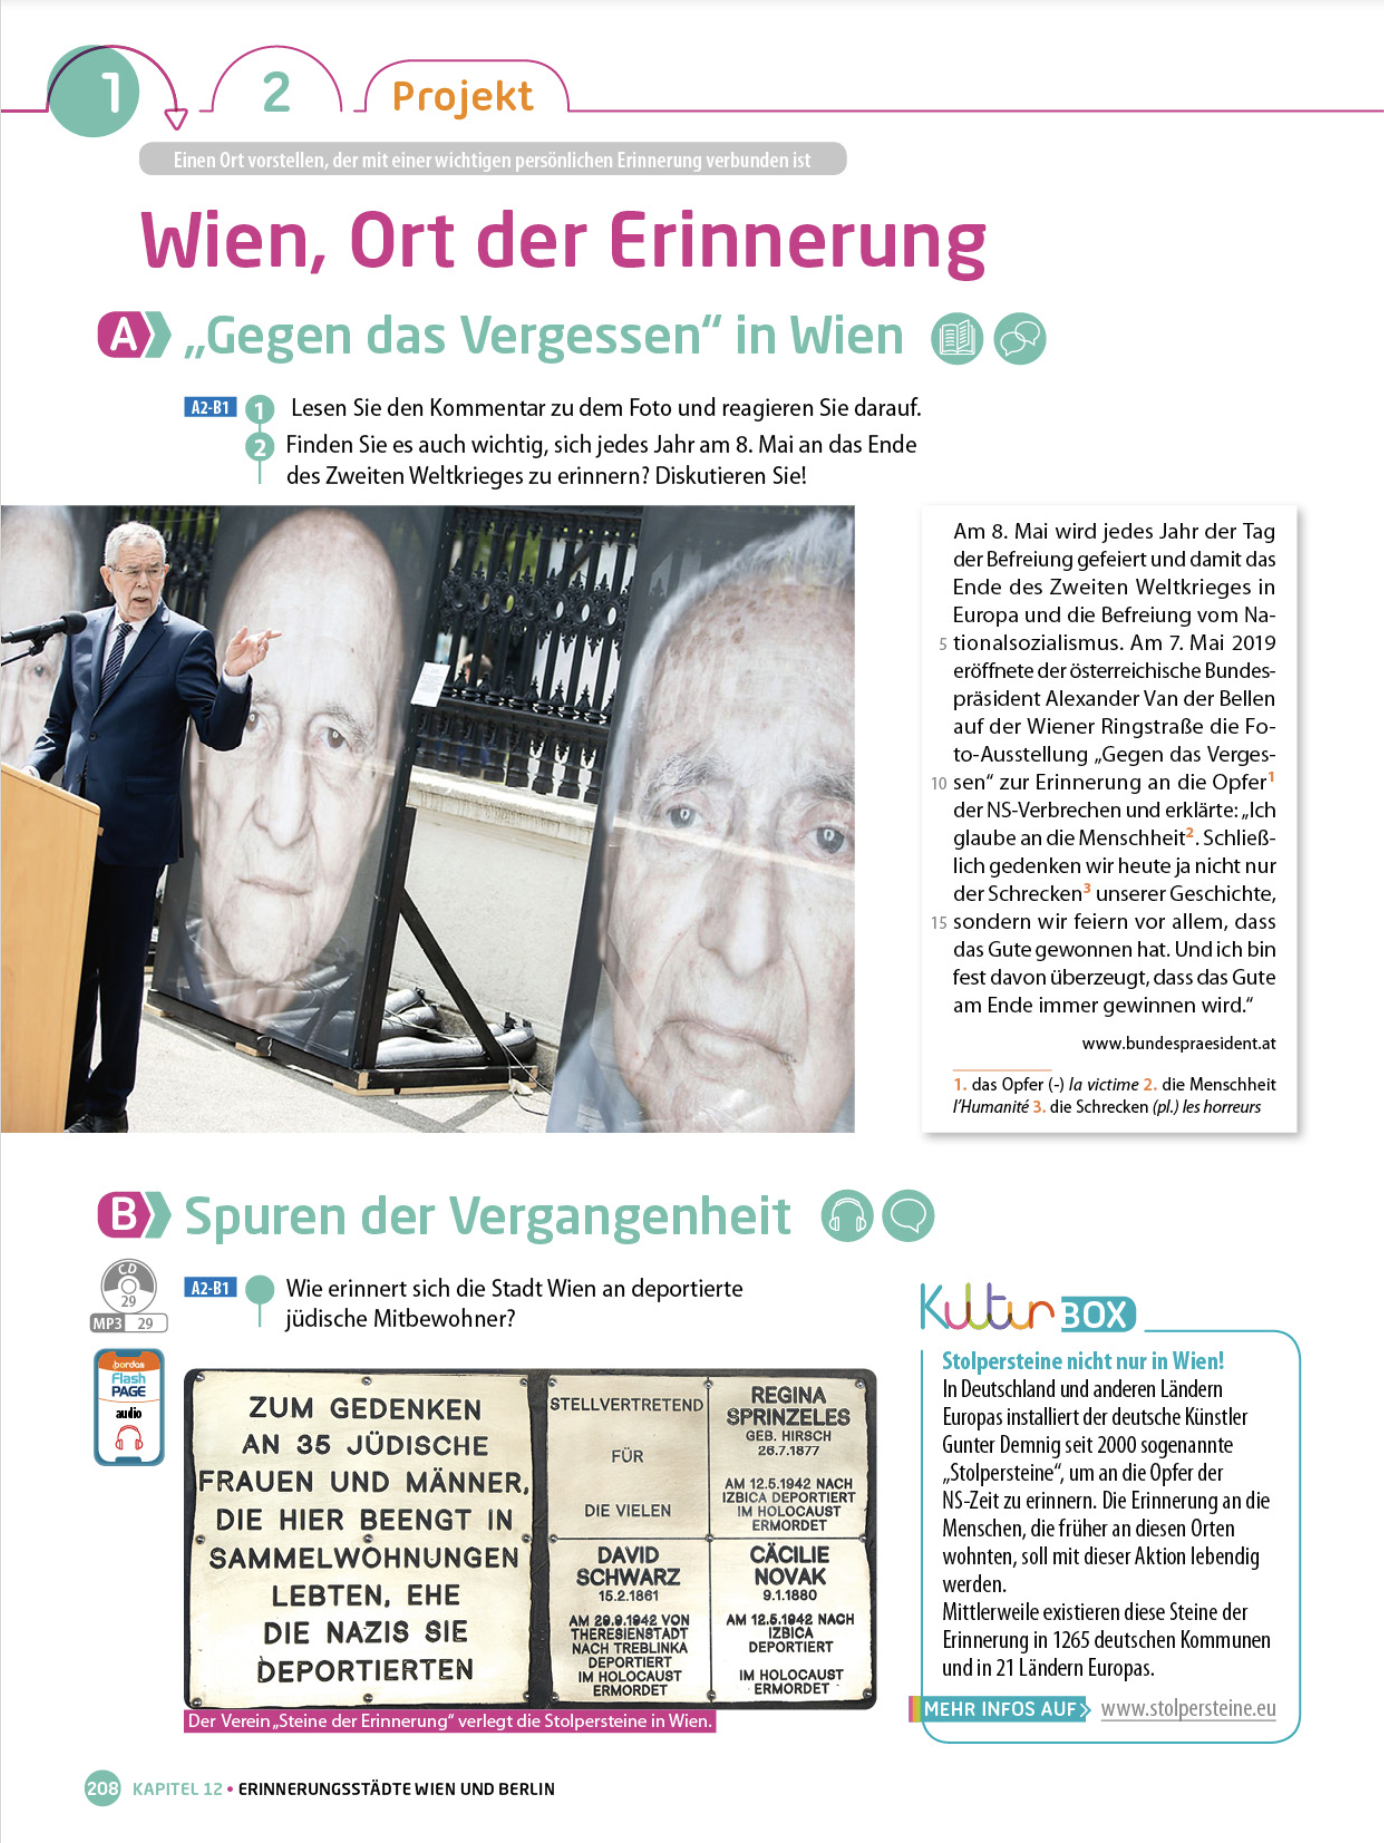 1
2
Projekt
Einen Ort vorstellen, der mit einer wichtigen persönlichen Erinnerung verbunden ist
Wien, Ort der Erinnerung
A
„Gegen das Vergessen“ in Wien
A2-B1
1 Lesen Sie den Kommentar zu dem Foto und reagieren Sie darauf.
2 Finden Sie es auch wichtig, sich jedes Jahr am 8. Mai an das Ende
des Zweiten Weltkrieges zu erinnern? Diskutieren Sie!
Am 8. Mai wird jedes Jahr der Tag
der Befreiung gefeiert und damit das
Ende des Zweiten Weltkrieges in
Europa und die Befreiung vom Na-
5 tionalsozialismus. Am 7. Mai 2019
eröffnete der österreichische Bundes-
präsident Alexander Van der Bellen
auf der Wiener Ringstraße die Fo-
to-Ausstellung „Gegen das Verges-
10 sen“ zur Erinnerung an die Opfer1
der NS-Verbrechen und erklärte: „Ich
glaube an die Menschheit2. Schließ-
lich gedenken wir heute ja nicht nur
der Schrecken3 unserer Geschichte,
15 sondern wir feiern vor allem, dass
das Gute gewonnen hat. Und ich bin
fest davon überzeugt, dass das Gute
am Ende immer gewinnen wird.“
www.bundespraesident.at
1. das Opfer (-) la victime 2. die Menschheit
l’Humanité 3. die Schrecken (pl.) les horreurs
B
Spuren der Vergangenheit
CD
29
MP3 29
A2-B1
Wie erinnert sich die Stadt Wien an deportierte
jüdische Mitbewohner?
bordas
Flash
PAGE
audio
ZUM GEDENKEN
AN 35 JÜDISCHE
FRAUEN UND MÄNNER,
DIE HIER BEENGT IN
SAMMELWOHNUNGEN
LEBTEN, EHE
DIE NAZIS SIE
DEPORTIERTEN
STELLVERTRETEND
FÜR
DIE VIELEN
REGINA
SPRINZELES
GEB. HIRSCH
26.7.1877
AM 12.5.1942 NACH
IZBICA DEPORTIERT
IM HOLOCAUST
ERMORDET
DAVID
SCHWARZ
15.2.1861
AM 29.9.1942 VON
THERESIENSTADT
NACH TREBLINKA
DEPORTIERT
IM HOLOCAUST
ERMORDET
CÄCILIE
NOVAK
9.1.1880
AM 12.5.1942 NACH
IZBICA
DEPORTIERT
IM HOLOCAUST
ERMORDET
Der Verein „Steine der Erinnerung“ verlegt die Stolpersteine in Wien.
Kultur BOX
Stolpersteine nicht nur in Wien!
In Deutschland und anderen Ländern
Europas installiert der deutsche Künstler
Gunter Demnig seit 2000 sogenannte
„Stolpersteine“, um an die Opfer der
NS-Zeit zu erinnern. Die Erinnerung an die
Menschen, die früher an diesen Orten
wohnten, soll mit dieser Aktion lebendig
werden.
Mittlerweile existieren diese Steine der
Erinnerung in 1265 deutschen Kommunen
und in 21 Ländern Europas.
MEHR INFOS AUF www.stolpersteine.eu
208 KAPITEL 12 • ERINNERUNGSSTÄDTE WIEN UND BERLIN